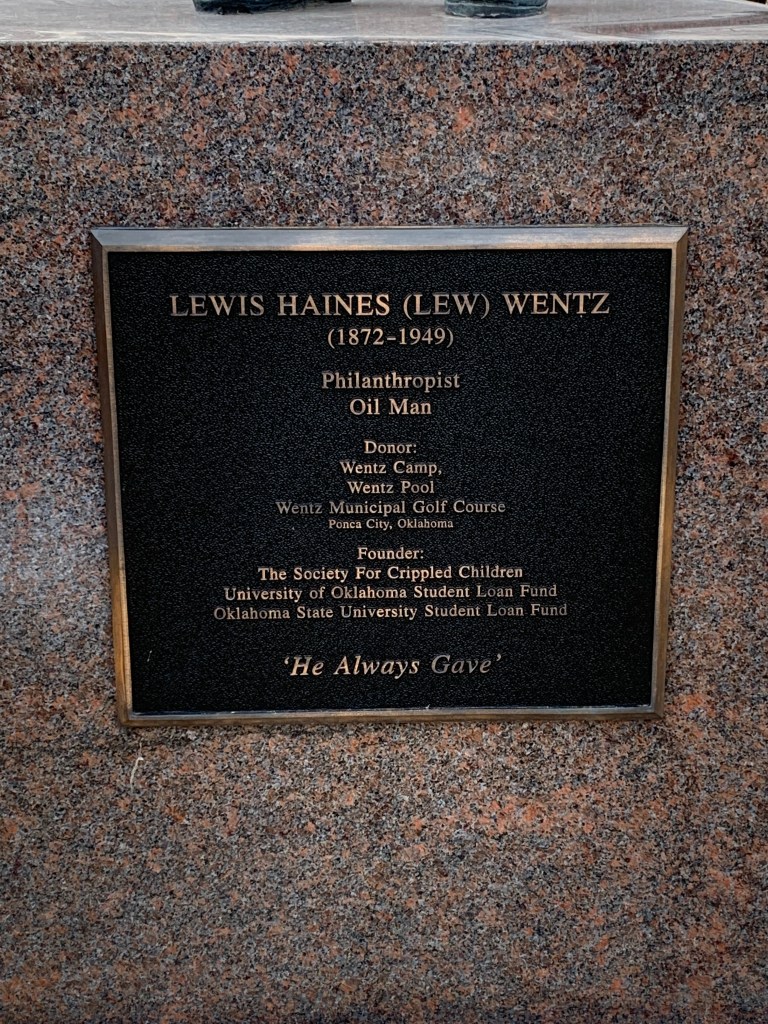 LEWIS HAINES (LEW) WENTZ
(1872-1949)
Philanthropist
Oil Man
Donor:
Wentz Camp,
Wentz Pool
Wentz Municipal Golf Course
Ponca City, Oklahoma
Founder:
The Society For Crippled Children
University of Oklahoma Student Loan Fund
Oklahoma State University Student Loan Fund
‘He Always Gave’